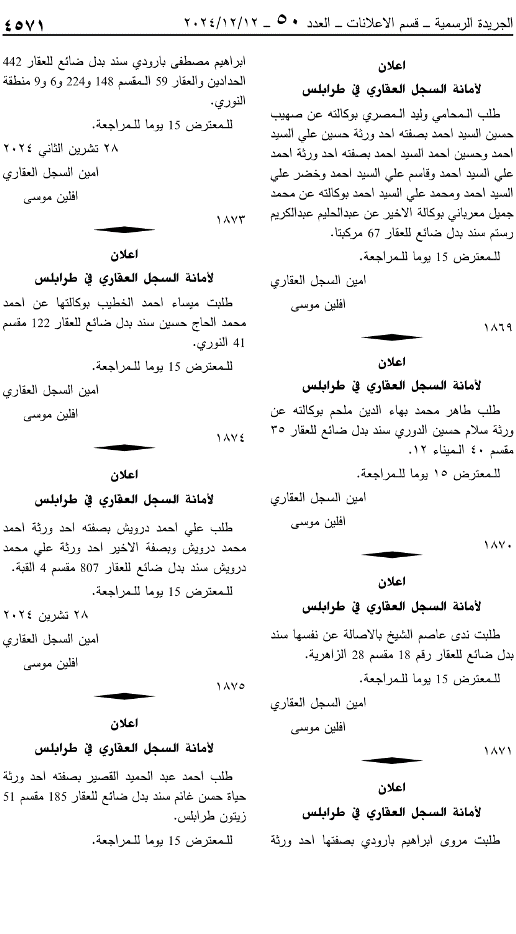 الجريدة الرسمية ــ قسم الاعلانات ــ العدد ٥٠ ــ ٢٠٢٤/١٢/١٢
٤٥٧١
اعلان
لأمانة السجل العقاري في طرابلس
طلب المحامي وليد المصري بوكالته عن صهيب
حسين السيد احمد بصفته احد ورثة حسين علي السيد
احمد وحسين احمد السيد احمد بصفته احد ورثة احمد
علي السيد احمد وقاسم علي السيد احمد وخضر علي
السيد احمد ومحمد علي السيد احمد بوكالته عن محمد
جميل معرباني بوكالة الاخير عن عبدالحليم عبدالكريم
رستم سند بدل ضائع للعقار 67 مركبتا.
للمعترض 15 يوما للمراجعة.
امين السجل العقاري
افلين موسى
١٨٦٩
اعلان
لأمانة السجل العقاري في طرابلس
طلب طاهر محمد بهاء الدين ملحم بوكالته عن
ورثة سلام حسين الدوري سند بدل ضائع للعقار ٣٥
مقسم ٤٠ الميناء ١٢.
للمعترض ١٥ يوما للمراجعة.
امين السجل العقاري
افلين موسى
١٨٧٠
اعلان
لأمانة السجل العقاري في طرابلس
طلبت ندى عاصم الشيخ بالاصالة عن نفسها سند
بدل ضائع للعقار رقم 18 مقسم 28 الزاهرية.
للمعترض 15 يوما للمراجعة.
امين السجل العقاري
افلين موسى
١٨٧١
اعلان
لأمانة السجل العقاري في طرابلس
طلبت مروى ابراهيم بارودي بصفتها احد ورثة
ابراهيم مصطفى بارودي سند بدل ضائع للعقار 442
الحدادين والعقار 59 المقسم 148 و224 و6 و9 منطقة
النوري.
للمعترض 15 يوما للمراجعة.
٢٨ تشرين الثاني ٢٠٢٤
امين السجل العقاري
افلين موسى
١٨٧٣
اعلان
لأمانة السجل العقاري في طرابلس
طلبت ميساء احمد الخطيب بوكالتها عن احمد
محمد الحاج حسين سند بدل ضائع للعقار 122 مقسم
41 النوري.
للمعترض 15 يوما للمراجعة.
امين السجل العقاري
افلين موسى
١٨٧٤
اعلان
لأمانة السجل العقاري في طرابلس
طلب علي احمد درويش بصفته احد ورثة احمد
محمد درويش وبصفة الاخير احد ورثة علي محمد
درويش سند بدل ضائع للعقار 807 مقسم 4 القبة.
للمعترض 15 يوما للمراجعة.
٢٨ تشرين ٢٠٢٤
امين السجل العقاري
افلين موسى
١٨٧٥
اعلان
لأمانة السجل العقاري في طرابلس
طلب احمد عبد الحميد القصير بصفته احد ورثة
حياة حسن غانم سند بدل ضائع للعقار 185 مقسم 51
زيتون طرابلس.
للمعترض 15 يوما للمراجعة.